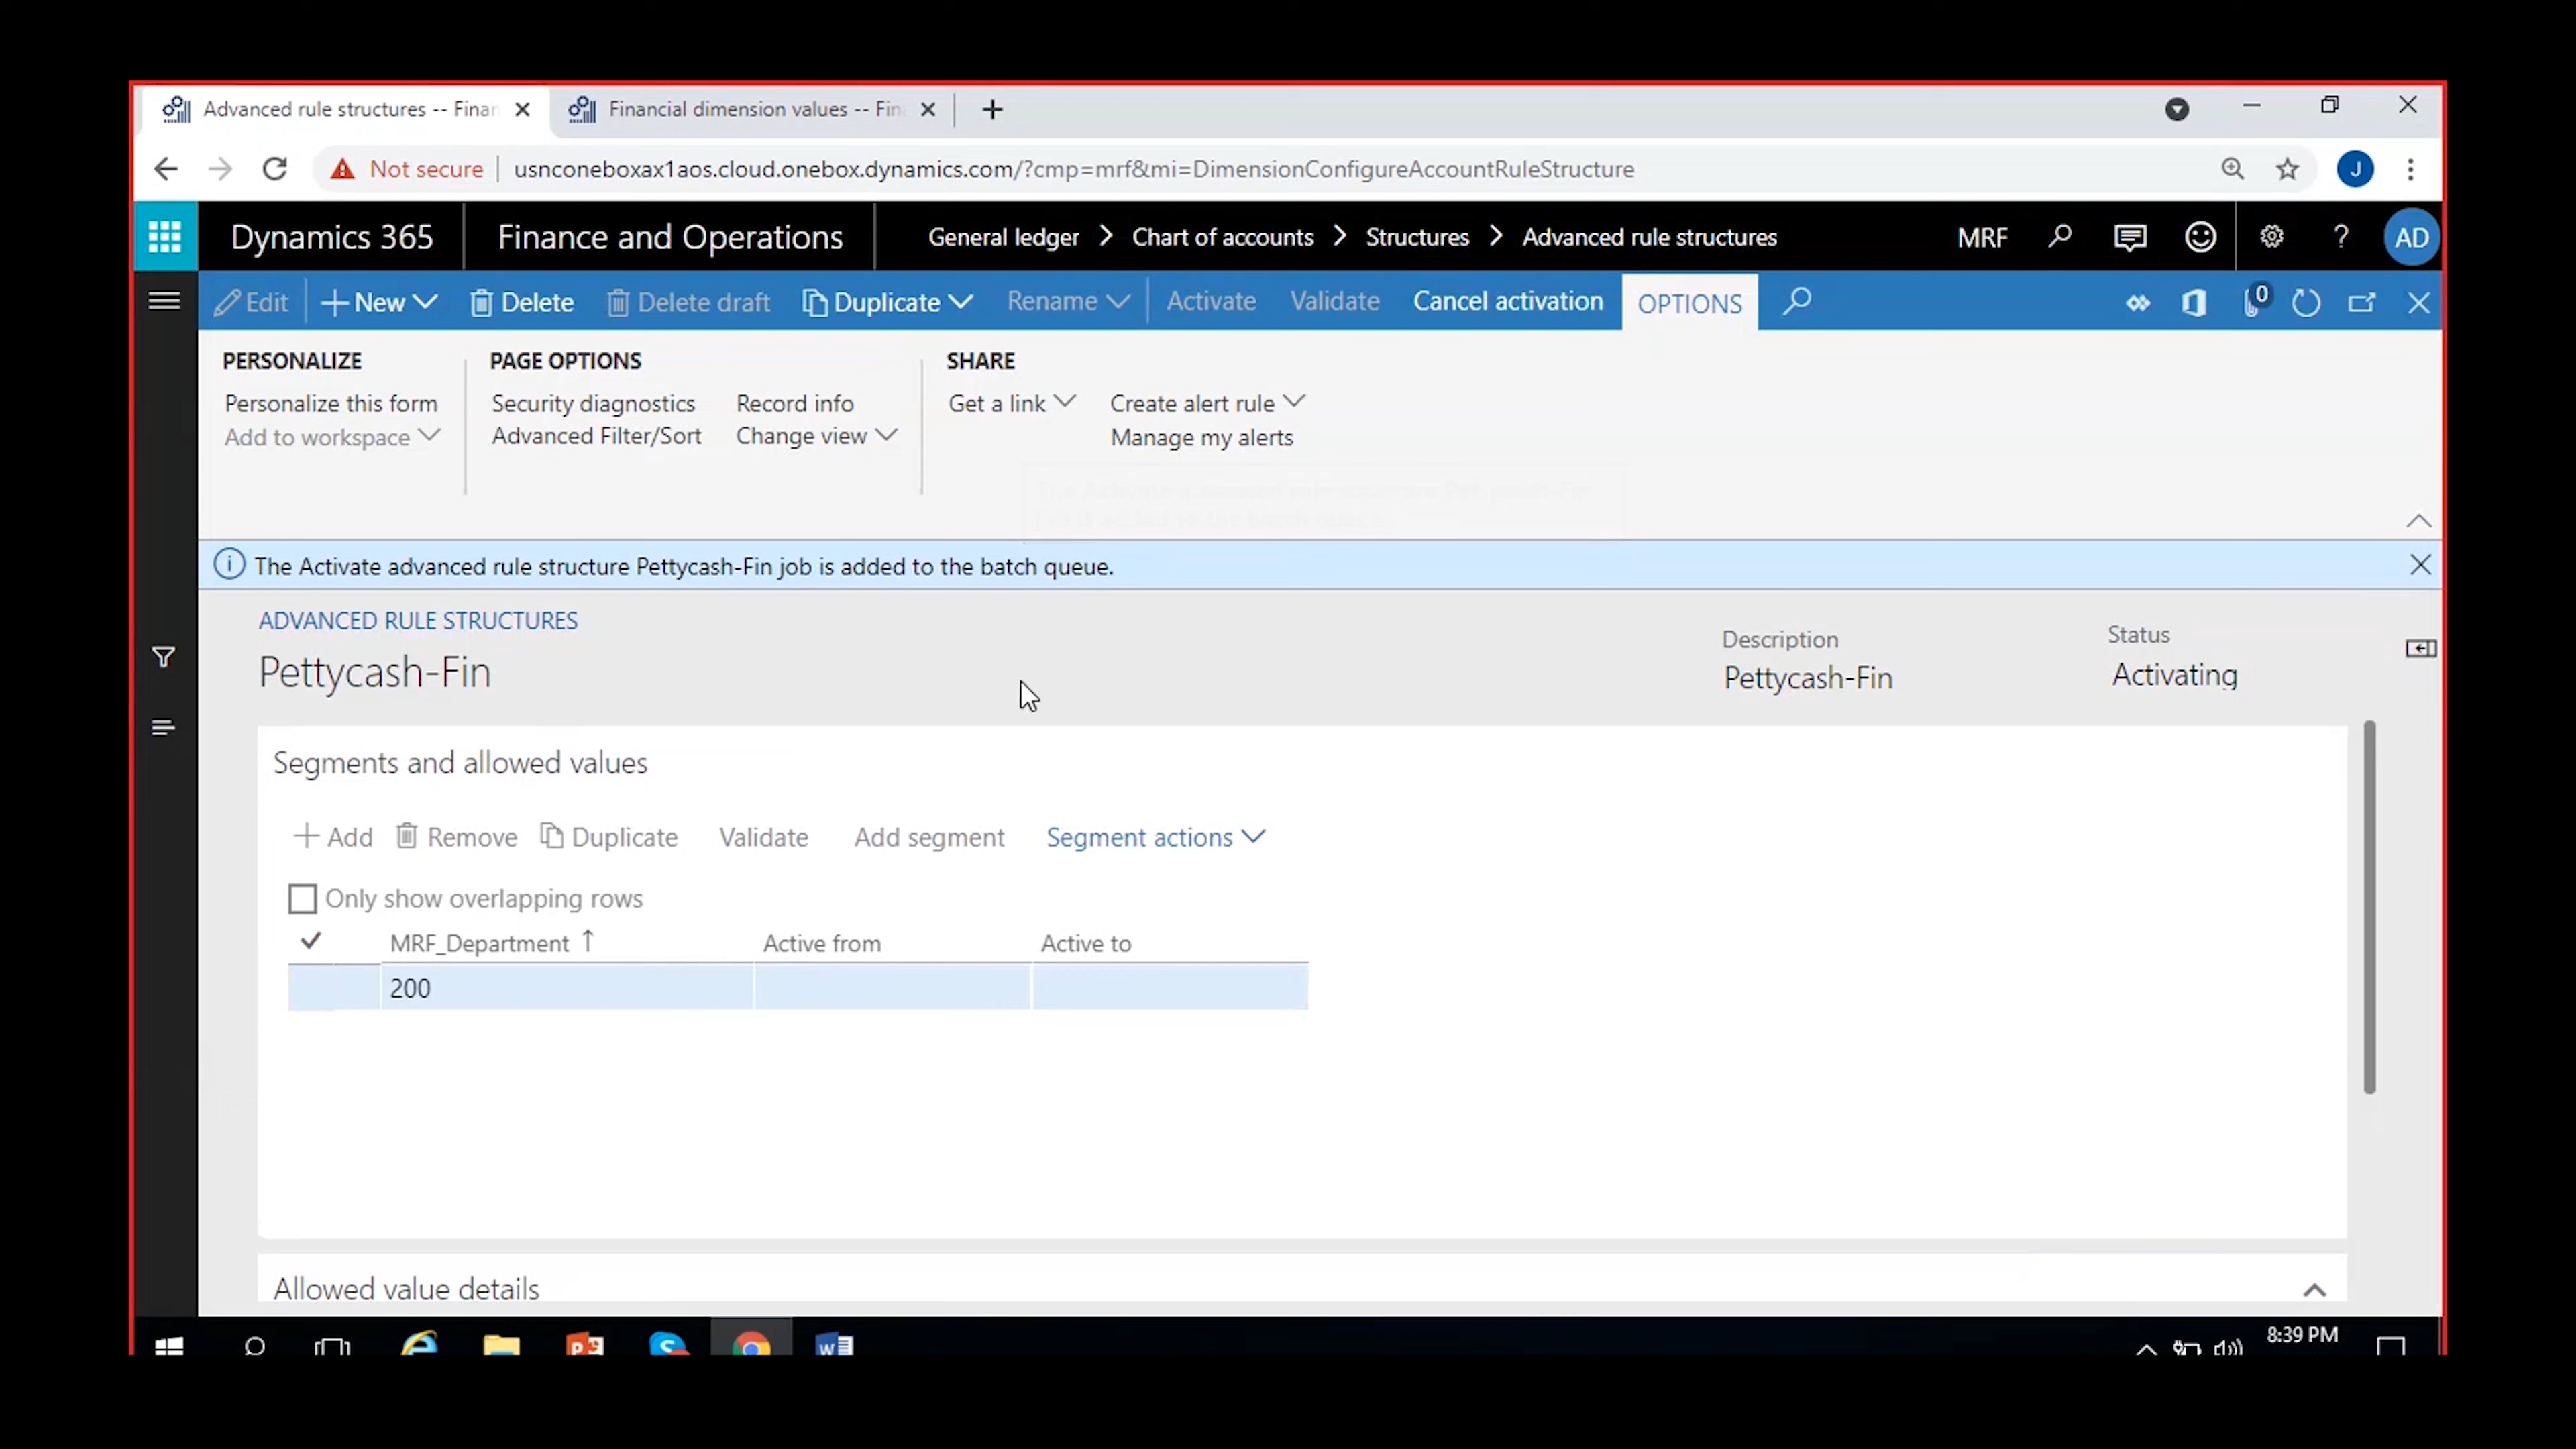 Advanced rule structures -- Finan
Financial dimension values -- Fin
Not secure
usnconeboxax1aos.cloud.onebox.dynamics.com/?cmp=mrf&mi=DimensionConfigureAccountRuleStructure
J
Dynamics 365
Finance and Operations
General ledger > Chart of accounts > Structures > Advanced rule structures
MRF
?
AD
Edit
New
Delete
Delete draft
Duplicate
Rename
Activate
Validate
Cancel activation
OPTIONS
0
PERSONALIZE
Personalize this form
Add to workspace
PAGE OPTIONS
Security diagnostics
Advanced Filter/Sort
Record info
Change view
SHARE
Get a link
Create alert rule
Manage my alerts
The Activate advanced rule structure Pettycash-Fin job is added to the batch queue.
ADVANCED RULE STRUCTURES
Pettycash-Fin
Description
Pettycash-Fin
Status
Activating
Segments and allowed values
Add
Remove
Duplicate
Validate
Add segment
Segment actions
Only show overlapping rows
MRF_Department
Active from
Active to
200
Allowed value details
8:39 PM